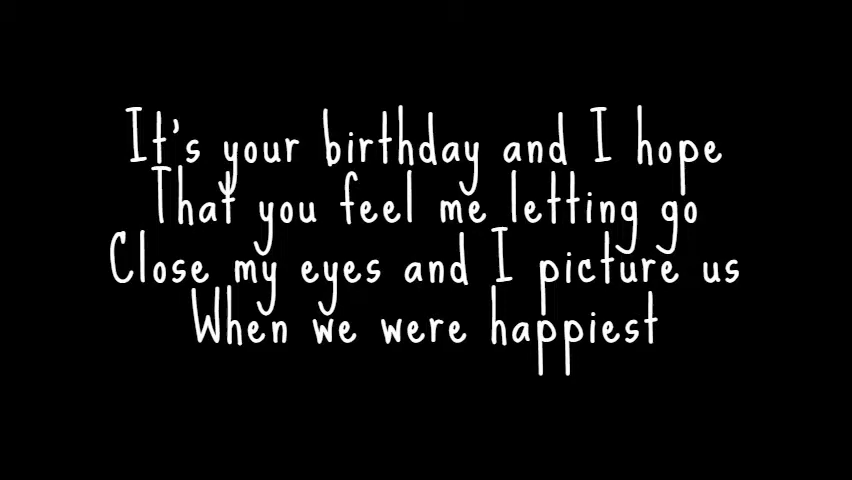 It's your birthday and I hope
That you feel me letting go
Close my eyes and I picture us
When we were happiest